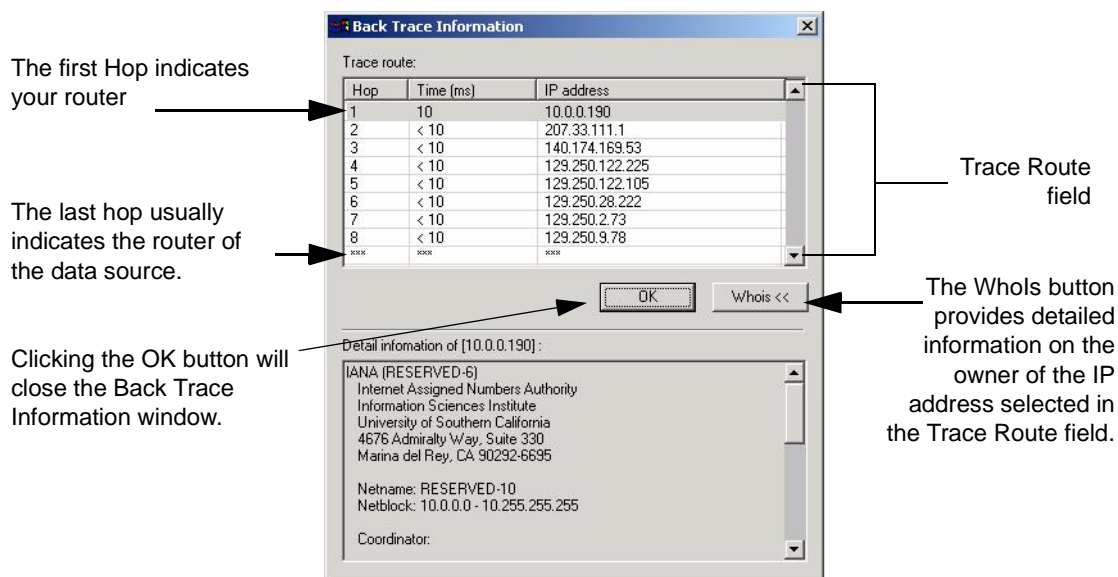 Back Trace Information
Trace route:
Hop Time (ms) IP address
1 10 10.0.0.190
2 < 10 207.33.111.1
3 < 10 140.174.169.53
4 < 10 129.250.122.225
5 < 10 129.250.122.105
6 < 10 129.250.28.222
7 < 10 129.250.2.73
8 < 10 129.250.9.78
*** *** ***
OK
Whois <<
Detail infomation of [10.0.0.190] :
IANA (RESERVED-6)
Internet Assigned Numbers Authority
Information Sciences Institute
University of Southern California
4676 Admiralty Way, Suite 330
Marina del Rey, CA 90292-6695
Netname: RESERVED-10
Netblock: 10.0.0.0 - 10.255.255.255
Coordinator:
The first Hop indicates
your router
The last hop usually
indicates the router of
the data source.
Clicking the OK button will
close the Back Trace
Information window.
Trace Route
field
The WhoIs button
provides detailed
information on the
owner of the IP
address selected in
the Trace Route field.